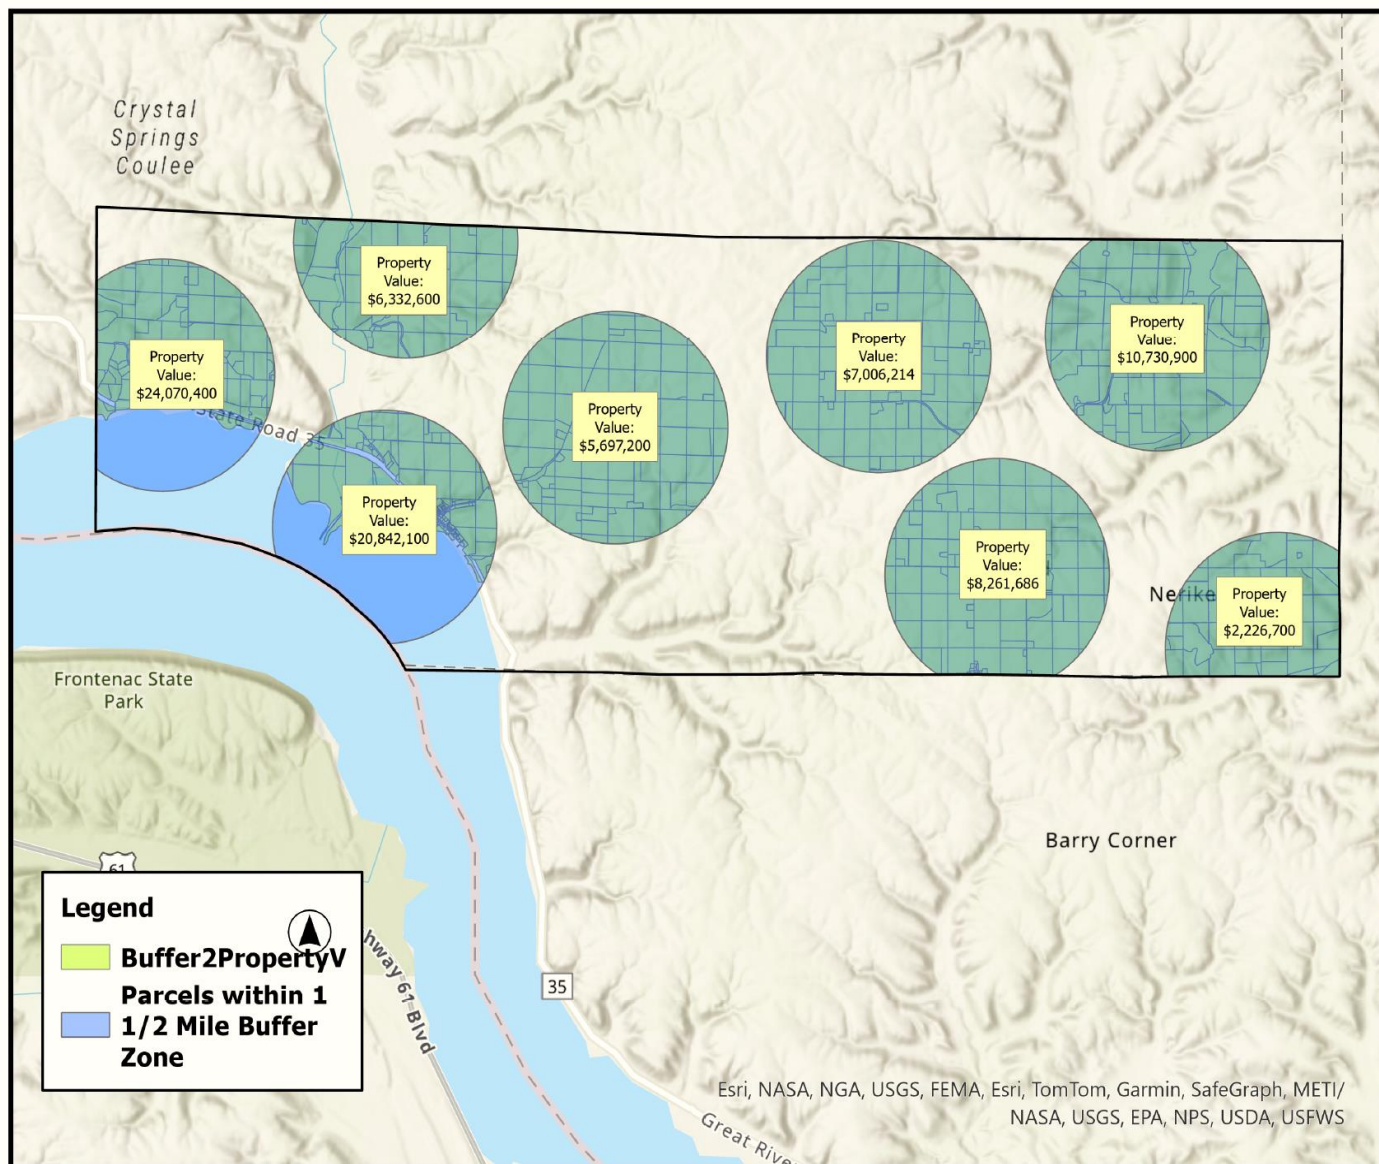 Crystal
Springs
Coulee
Property
Value:
$6,332,600
Property
Value:
$24,070,400
State Road 35
Property
Value:
$5,697,200
Property
Value:
$7,006,214
Property
Value:
$10,730,900
Property
Value:
$20,842,100
Property
Value:
$8,261,686
Nerike
Property
Value:
$2,226,700
Frontenac State
Park
Barry Corner
61
Legend
Buffer2PropertyV
Parcels within 1
1/2 Mile Buffer
Zone
hway 61 Blvd
35
Great River
Esri, NASA, NGA, USGS, FEMA, Esri, TomTom, Garmin, SafeGraph, METI/
NASA, USGS, EPA, NPS, USDA, USFWS